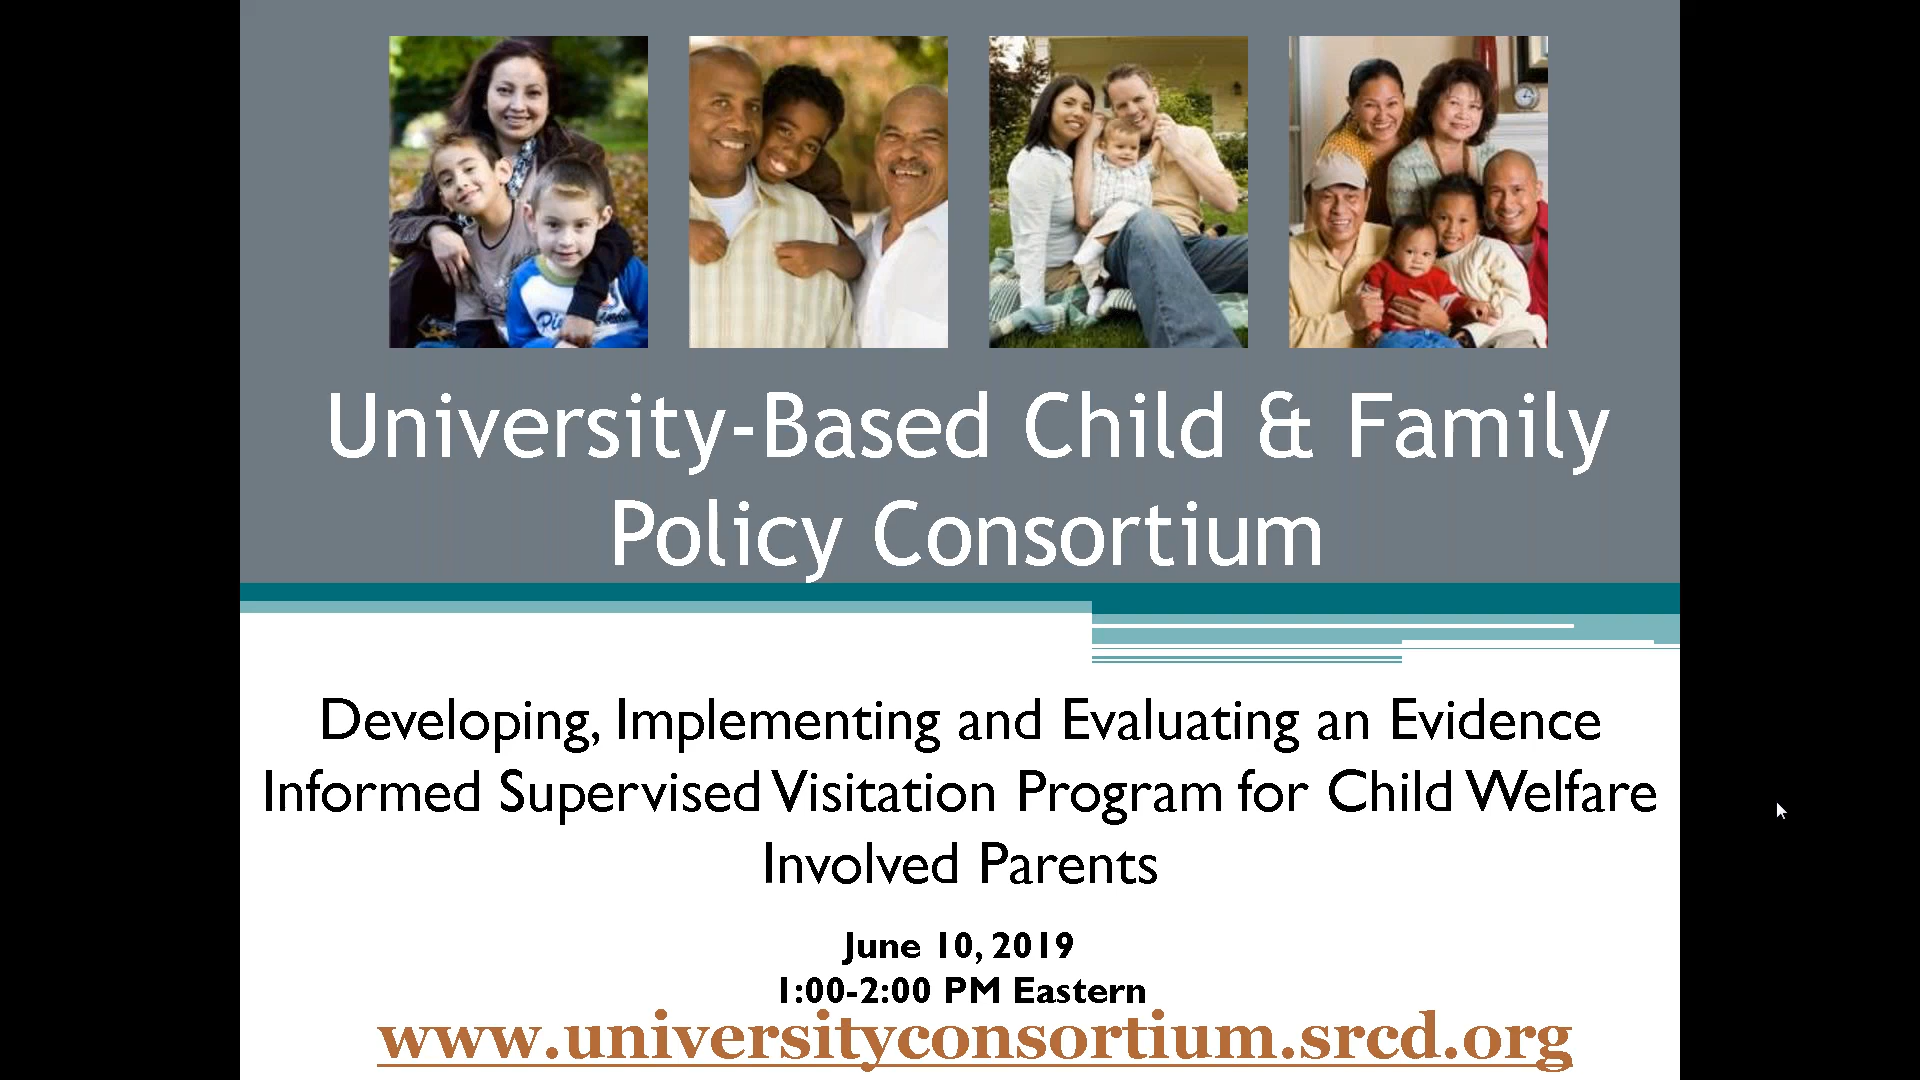 University-Based Child & Family
Policy Consortium
Developing, Implementing and Evaluating an Evidence
Informed Supervised Visitation Program for Child Welfare
Involved Parents
June 10, 2019
1:00-2:00 PM Eastern
www.universityconsortium.srcd.org